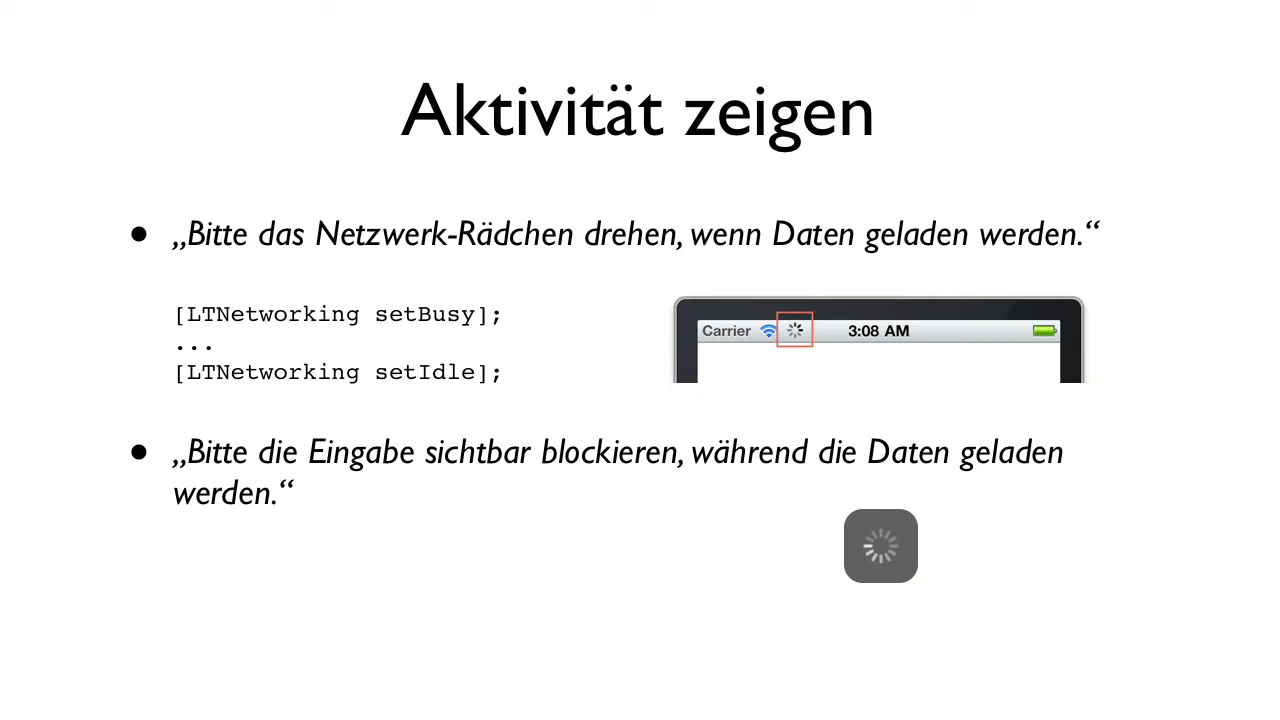 Aktivität zeigen
• „Bitte das Netzwerk-Rädchen drehen, wenn Daten geladen werden.“
[LTNetworking setBusy];
...
[LTNetworking setIdle];
Carrier 3:08 AM
• „Bitte die Eingabe sichtbar blockieren, während die Daten geladen
werden.“